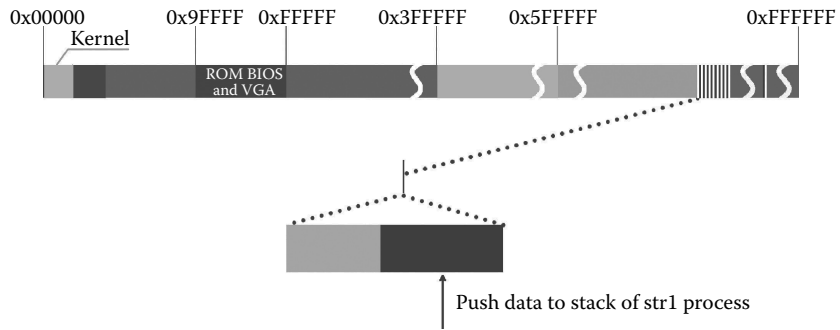 0x00000 0x9FFFF 0xFFFFF 0x3FFFFF 0x5FFFFF 0xFFFFFF
Kernel
ROM BIOS
and VGA
Push data to stack of str1 process